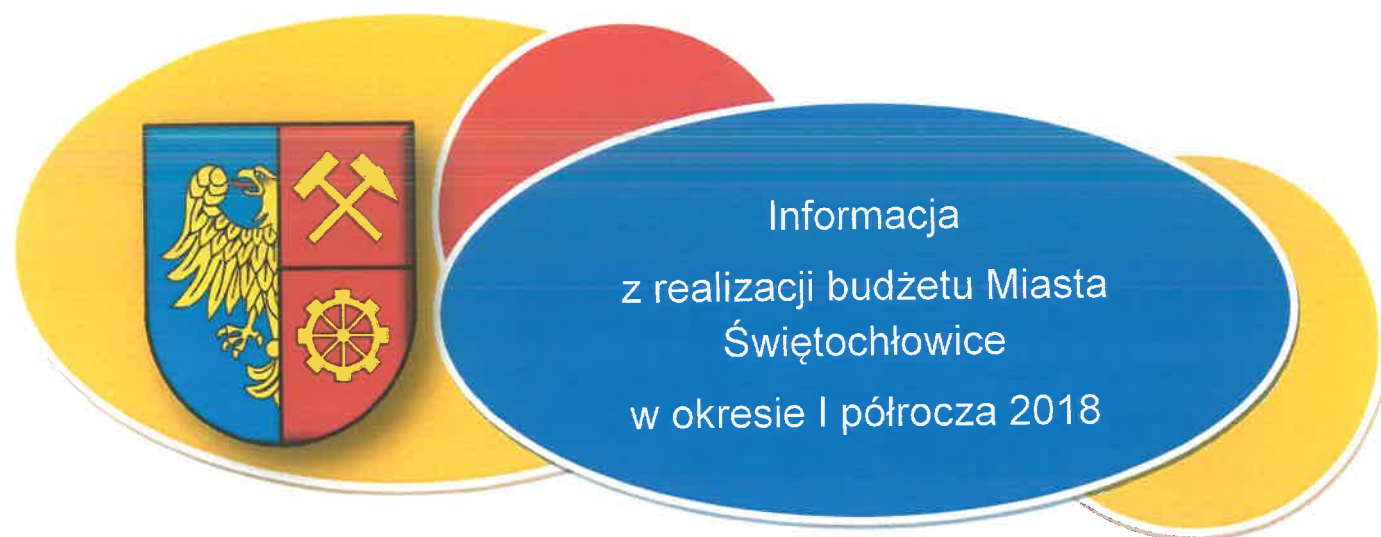 Informacja
z realizacji budżetu Miasta
Świętochłowice
w okresie I półrocza 2018